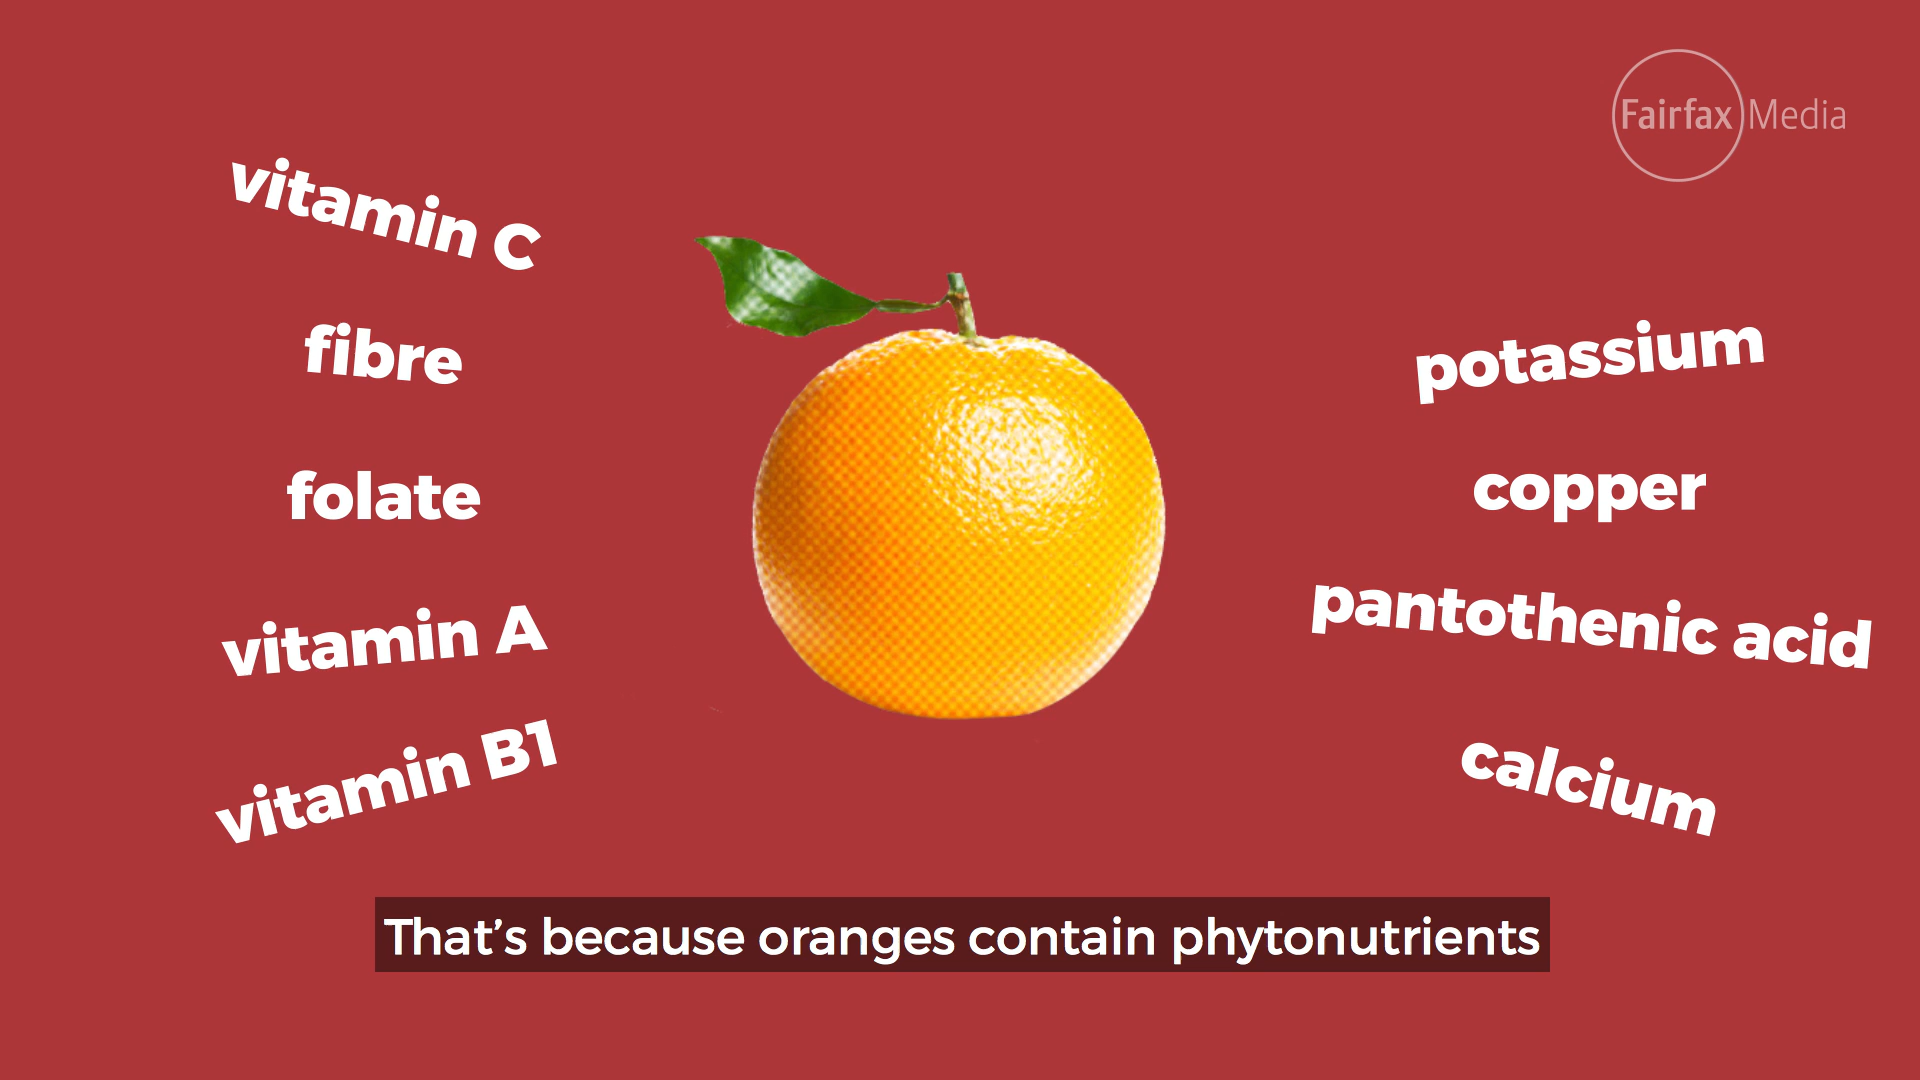 Fairfax Media
vitamin C
fibre
folate
vitamin A
vitamin B1
potassium
copper
pantothenic acid
calcium
That’s because oranges contain phytonutrients